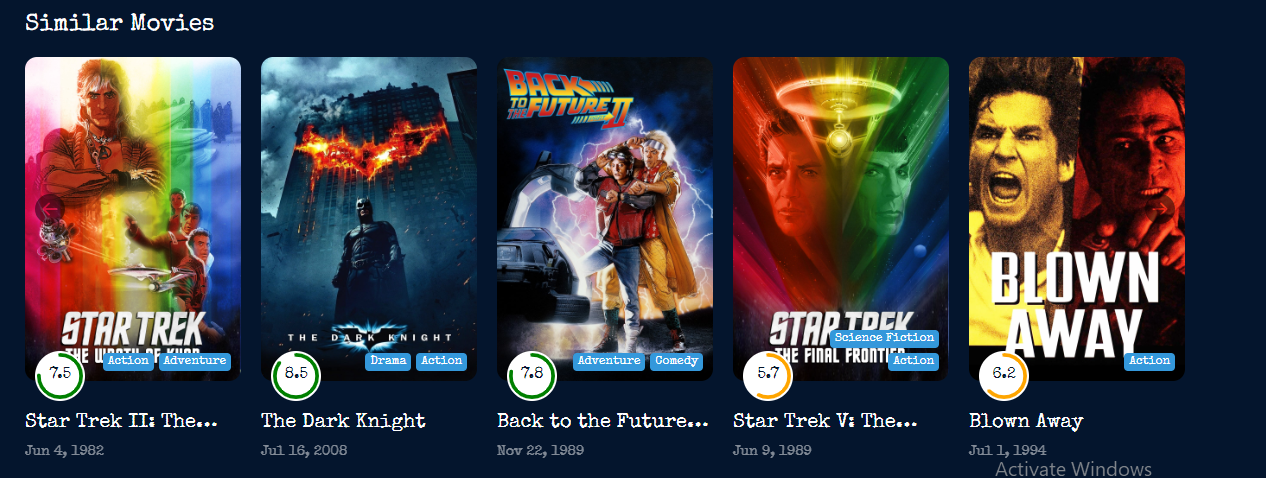 Similar Movies
STAR TREK
THE WRATH OF KHAN
Action Adventure
7.5
Star Trek II: The...
Jun 4, 1982
THE DARK KNIGHT
Drama Action
8.5
The Dark Knight
Jul 16, 2008
BACK
TO THE FUTURE
II
Adventure Comedy
7.8
Back to the Future...
Nov 22, 1989
STAR TREK
THE FINAL FRONTIER
Science Fiction
Action
5.7
Star Trek V: The...
Jun 9, 1989
BLOWN
AWAY
Action
6.2
Blown Away
Jul 1, 1994
Activate Windows